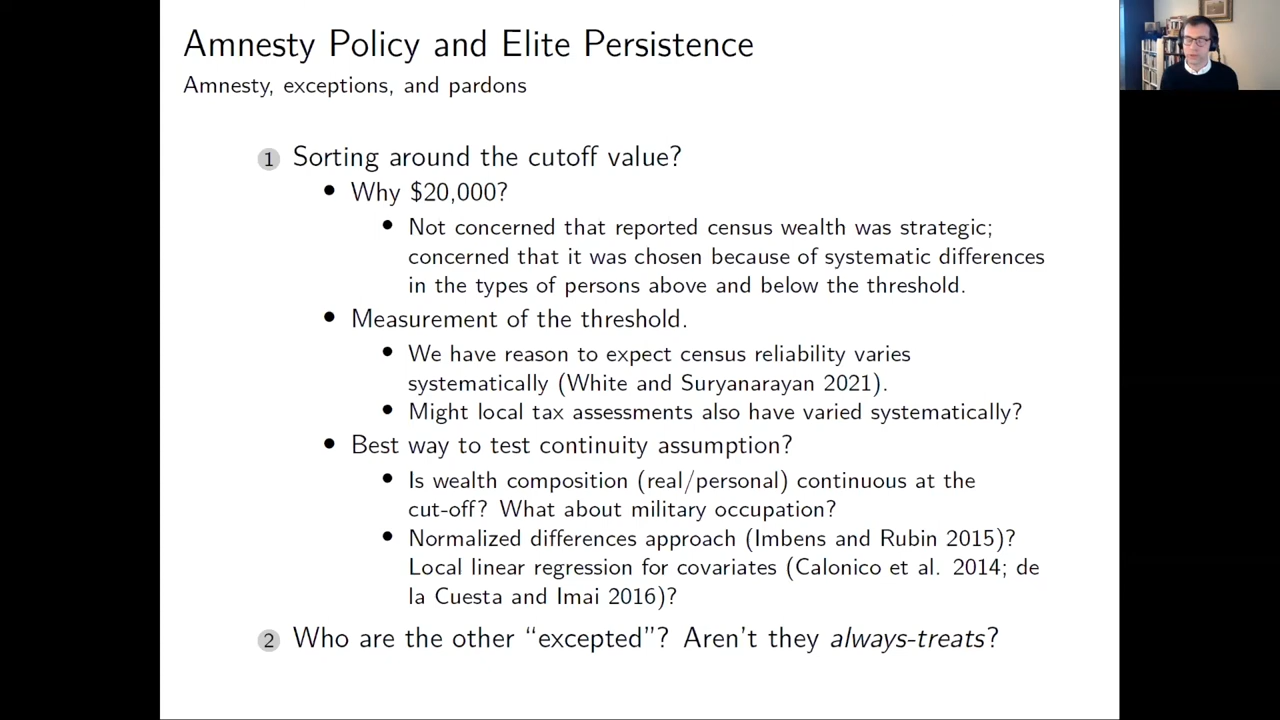 Amnesty Policy and Elite Persistence
Amnesty, exceptions, and pardons
1 Sorting around the cutoff value?
• Why $20,000?
• Not concerned that reported census wealth was strategic;
concerned that it was chosen because of systematic differences
in the types of persons above and below the threshold.
• Measurement of the threshold.
• We have reason to expect census reliability varies
systematically (White and Suryanarayan 2021).
• Might local tax assessments also have varied systematically?
• Best way to test continuity assumption?
• Is wealth composition (real/personal) continuous at the
cut-off? What about military occupation?
• Normalized differences approach (Imbens and Rubin 2015)?
Local linear regression for covariates (Calonico et al. 2014; de
la Cuesta and Imai 2016)?
2 Who are the other “excepted”? Aren’t they always-treats?